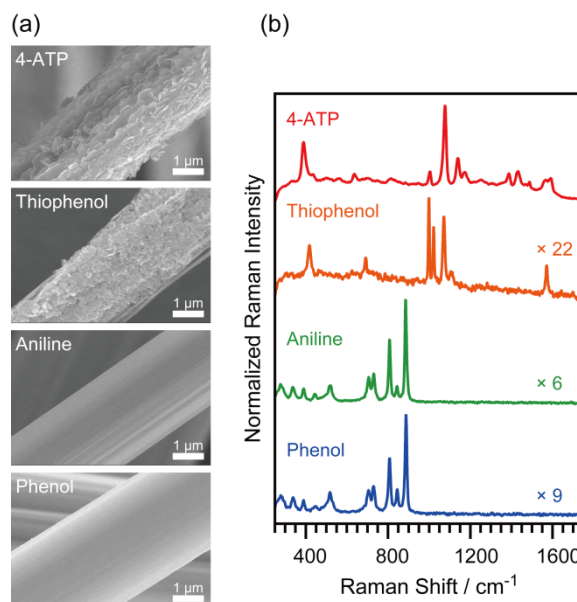 (a)
4-ATP
1 µm
Thiophenol
1 µm
Aniline
1 µm
Phenol
1 µm
(b)
Normalized Raman Intensity
4-ATP
Thiophenol
× 22
Aniline
× 6
Phenol
× 9
400 800 1200 1600
Raman Shift / cm⁻¹